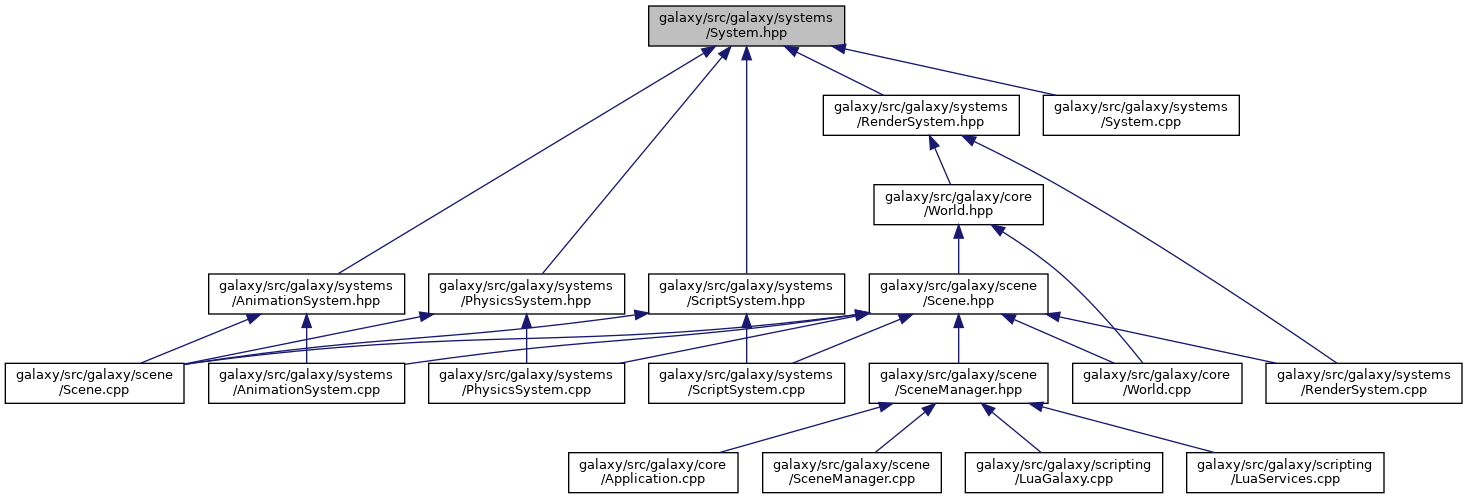 galaxy/src/galaxy/systems
/System.hpp
galaxy/src/galaxy/systems
/RenderSystem.hpp
galaxy/src/galaxy/systems
/System.cpp
galaxy/src/galaxy/core
/World.hpp
galaxy/src/galaxy/systems
/AnimationSystem.hpp
galaxy/src/galaxy/systems
/PhysicsSystem.hpp
galaxy/src/galaxy/systems
/ScriptSystem.hpp
galaxy/src/galaxy/scene
/Scene.hpp
galaxy/src/galaxy/scene
/Scene.cpp
galaxy/src/galaxy/systems
/AnimationSystem.cpp
galaxy/src/galaxy/systems
/PhysicsSystem.cpp
galaxy/src/galaxy/systems
/ScriptSystem.cpp
galaxy/src/galaxy/scene
/SceneManager.hpp
galaxy/src/galaxy/core
/World.cpp
galaxy/src/galaxy/systems
/RenderSystem.cpp
galaxy/src/galaxy/core
/Application.cpp
galaxy/src/galaxy/scene
/SceneManager.cpp
galaxy/src/galaxy/scripting
/LuaGalaxy.cpp
galaxy/src/galaxy/scripting
/LuaServices.cpp